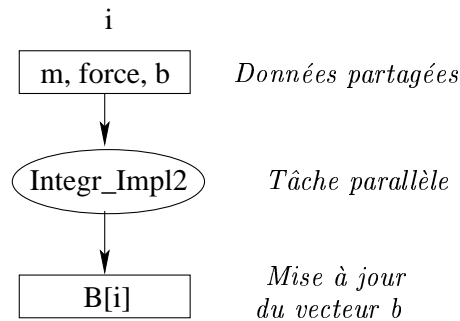 i
m, force, b
Données partagées
Integr_Impl2
Tâche parallèle
B[i]
Mise à jour
du vecteur b